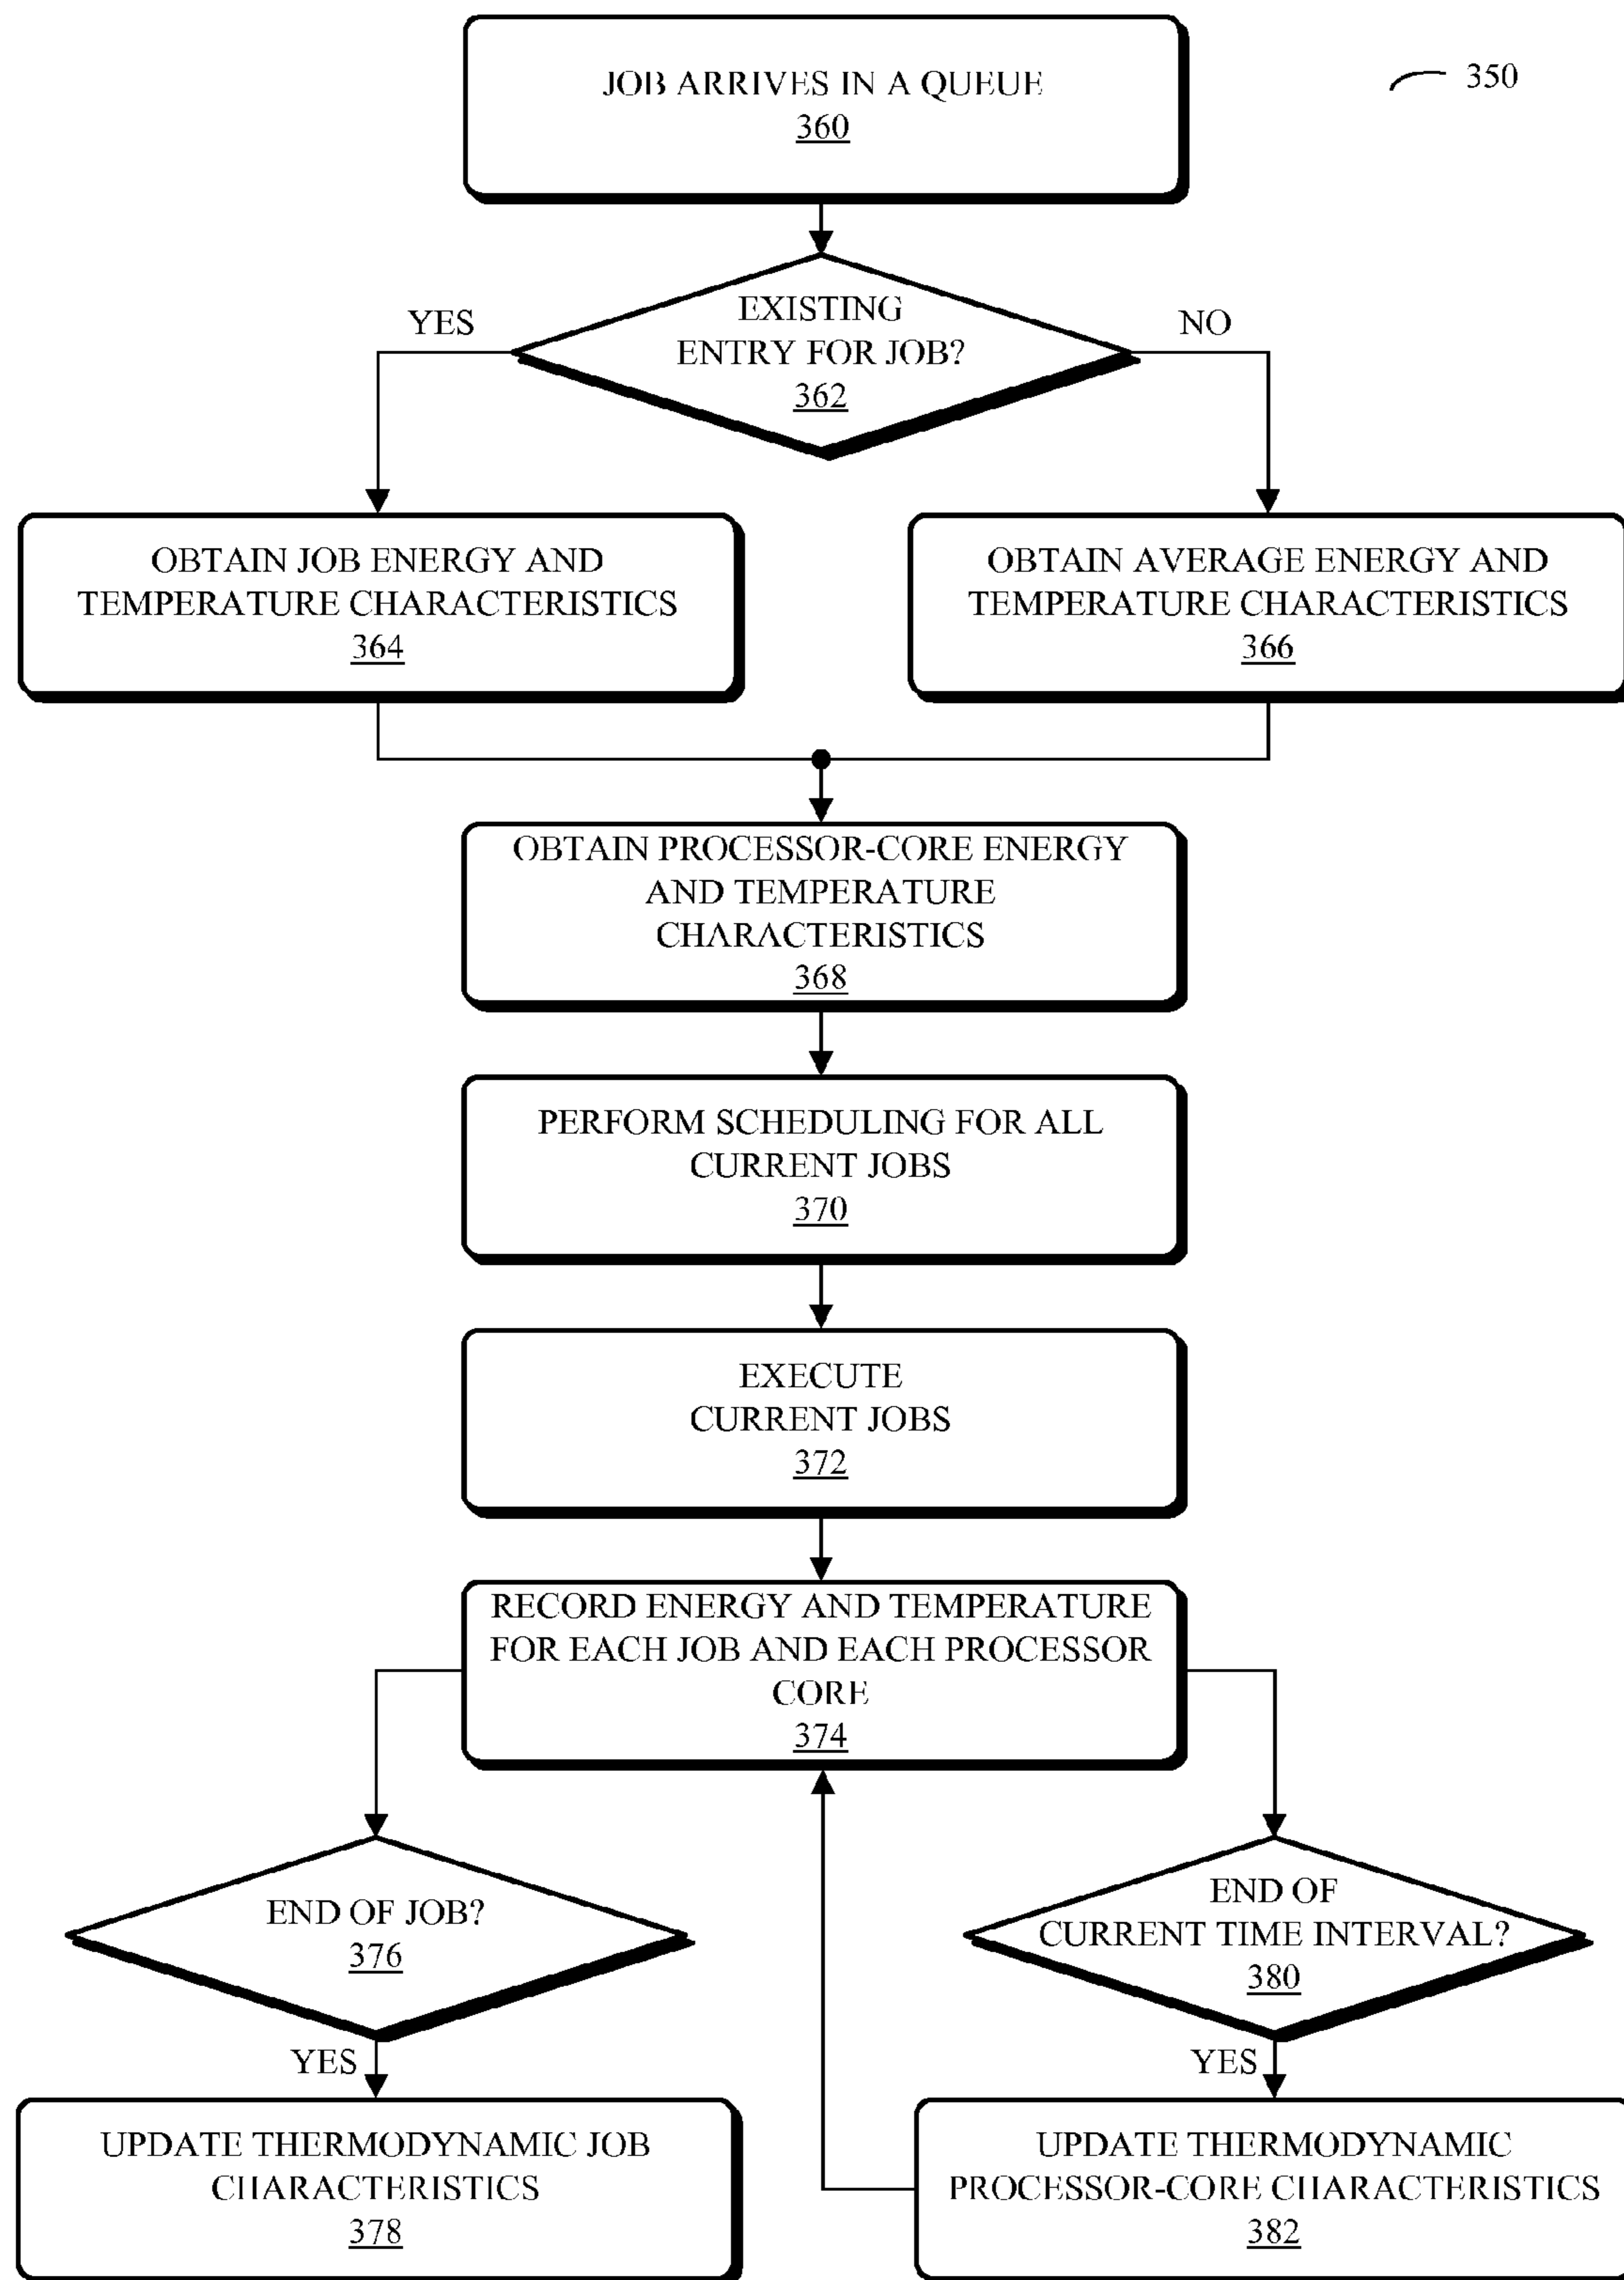 JOB ARRIVES IN A QUEUE
360
350
EXISTING
ENTRY FOR JOB?
362
YES
NO
OBTAIN JOB ENERGY AND
TEMPERATURE CHARACTERISTICS
364
OBTAIN AVERAGE ENERGY AND
TEMPERATURE CHARACTERISTICS
366
OBTAIN PROCESSOR-CORE ENERGY
AND TEMPERATURE
CHARACTERISTICS
368
PERFORM SCHEDULING FOR ALL
CURRENT JOBS
370
EXECUTE
CURRENT JOBS
372
RECORD ENERGY AND TEMPERATURE
FOR EACH JOB AND EACH PROCESSOR
CORE
374
END OF JOB?
376
END OF
CURRENT TIME INTERVAL?
380
YES
YES
UPDATE THERMODYNAMIC JOB
CHARACTERISTICS
378
UPDATE THERMODYNAMIC
PROCESSOR-CORE CHARACTERISTICS
382